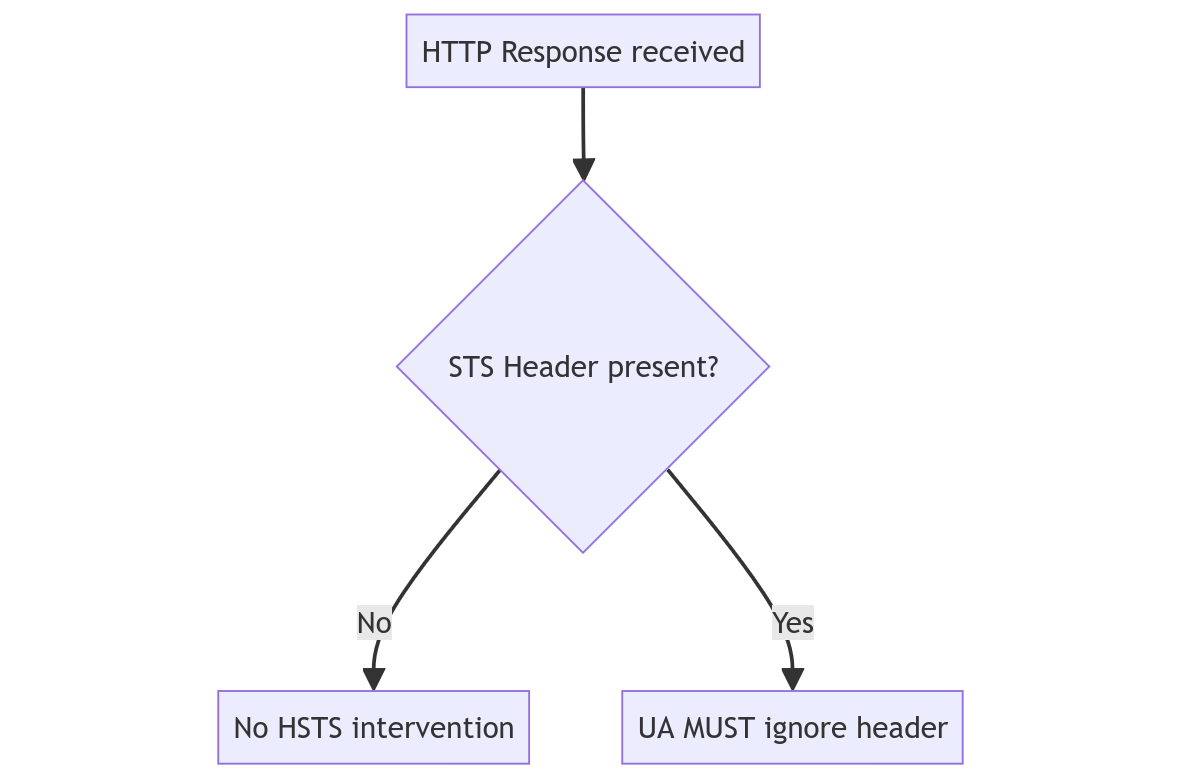 HTTP Response received
STS Header present?
No
Yes
No HSTS intervention
UA MUST ignore header